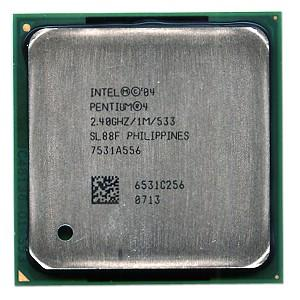 INTEL Ⓜ Ⓒ'04
PENTIUM®4
2.40GHZ/1M/533
SL88F PHILIPPINES
7531A556
6531C256
0713